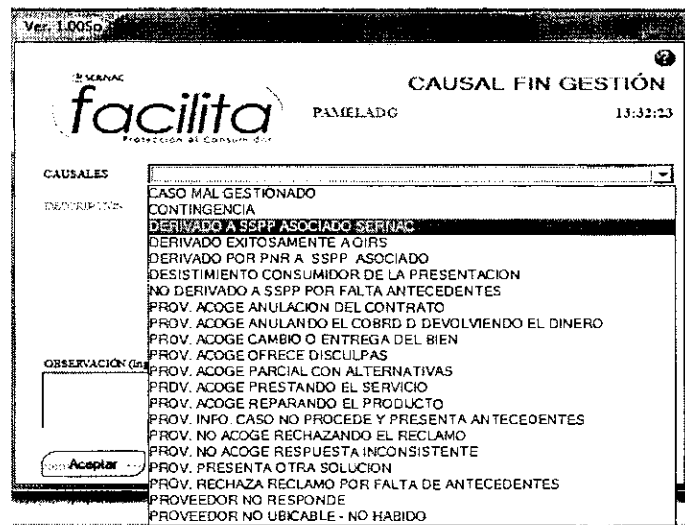 Ver. 1.005o
SERNAC
facilita
Protección al Consumidor
CAUSAL FIN GESTIÓN
PAMELADG 13:32:23
CAUSALES
DESCRIPCION
CASO MAL GESTIONADO
CONTINGENCIA
DERIVADO A SSPP ASOCIADO SERNAC
DERIVADO EXITOSAMENTE A OIRS
DERIVADO POR PNR A SSPP ASOCIADO
DESISTIMIENTO CONSUMIDOR DE LA PRESENTACION
NO DERIVADO A SSPP POR FALTA ANTECEDENTES
PROV. ACOGE ANULACION DEL CONTRATO
PROV. ACOGE ANULANDO EL COBRO O DEVOLVIENDO EL DINERO
PROV. ACOGE CAMBIO O ENTREGA DEL BIEN
PROV. ACOGE OFRECE DISCULPAS
PROV. ACOGE PARCIAL CON ALTERNATIVAS
PROV. ACOGE PRESTANDO EL SERVICIO
PROV. ACOGE REPARANDO EL PRODUCTO
PROV. INFO. CASO NO PROCEDE Y PRESENTA ANTECEDENTES
PROV. NO ACOGE RECHAZANDO EL RECLAMO
PROV. NO ACOGE RESPUESTA INCONSISTENTE
PROV. PRESENTA OTRA SOLUCION
PROV. RECHAZA RECLAMO POR FALTA DE ANTECEDENTES
PROVEEDOR NO RESPONDE
PROVEEDOR NO UBICABLE - NO HABIDO
OBSERVACIÓN (In
Aceptar